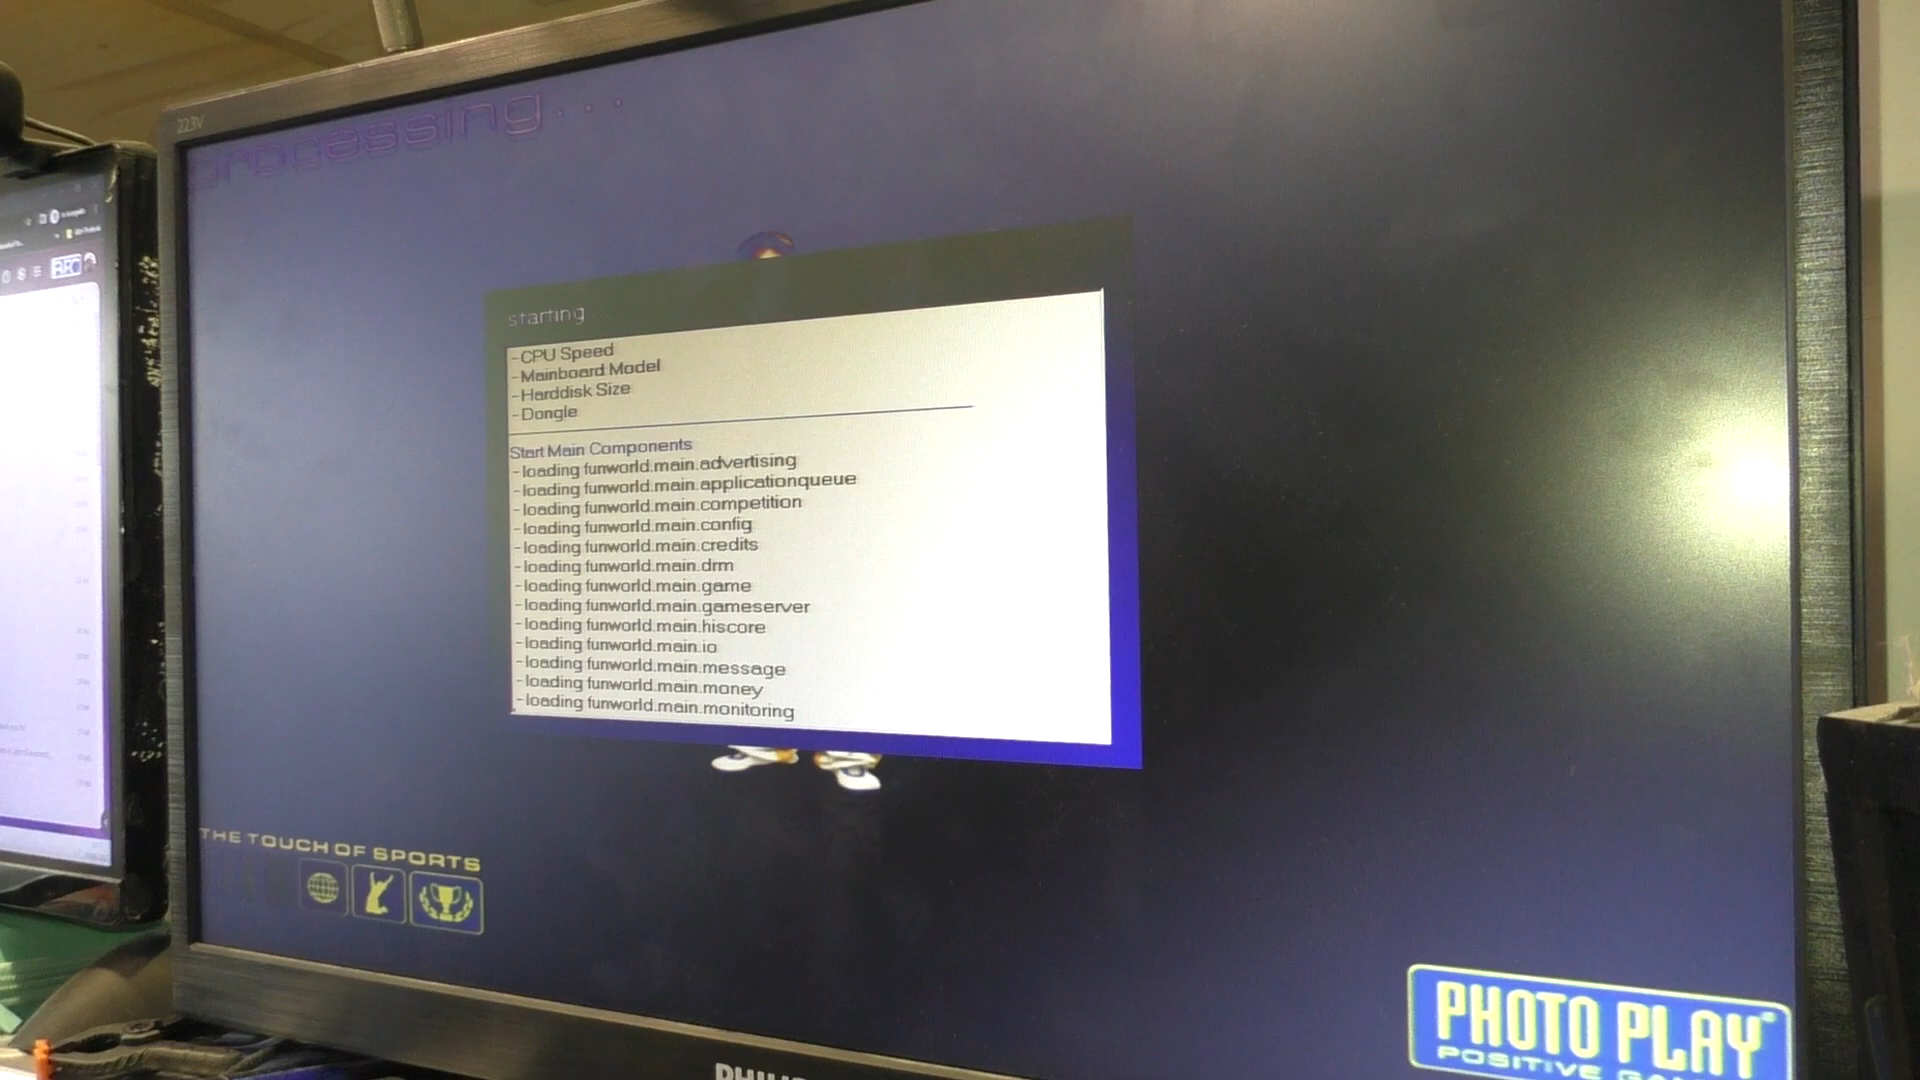 223V
processing...
starting...
-CPU Speed
-Mainboard Model
-Harddisk Size
-Dongle
Start Main Components
-loading funworld.main.advertising
-loading funworld.main.applicationqueue
-loading funworld.main.competition
-loading funworld.main.config
-loading funworld.main.credits
-loading funworld.main.drm
-loading funworld.main.game
-loading funworld.main.gameserver
-loading funworld.main.hiscore
-loading funworld.main.io
-loading funworld.main.message
-loading funworld.main.money
-loading funworld.main.monitoring
THE TOUCH OF SPORTS
PHOTO PLAY
POSITIVE